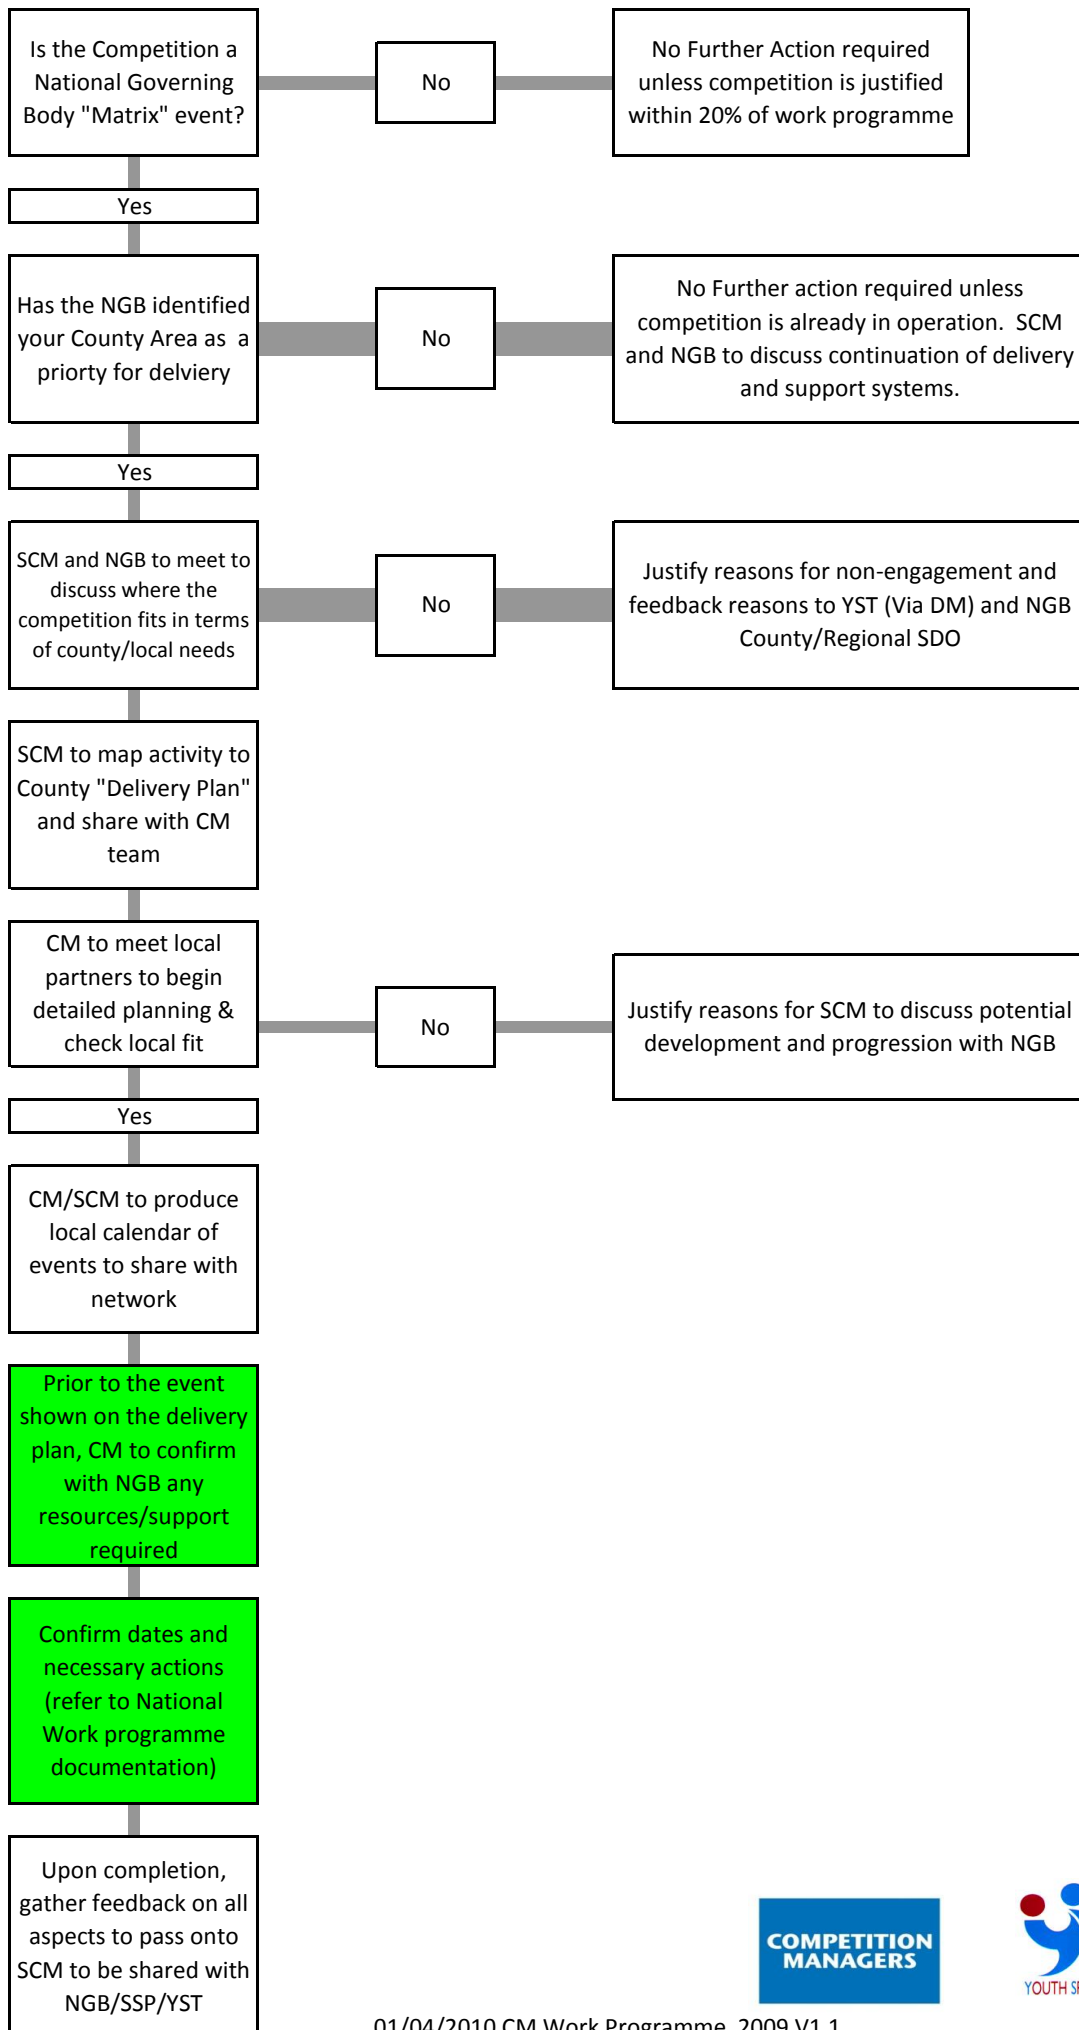 Is the Competition a
National Governing
Body "Matrix" event?
No
No Further Action required
unless competition is justified
within 20% of work programme
Yes
Has the NGB identified
your County Area as  a
priorty for delviery
No
No Further action required unless
competition is already in operation.  SCM
and NGB to discuss continuation of delivery
and support systems.
Yes
SCM and NGB to meet to
discuss where the
competition fits in terms
of county/local needs
No
Justify reasons for non-engagement and
feedback reasons to YST (Via DM) and NGB
County/Regional SDO
SCM to map activity to
County "Delivery Plan"
and share with CM
team
CM to meet local
partners to begin
detailed planning &
check local fit
No
Justify reasons for SCM to discuss potential
development and progression with NGB
Yes
CM/SCM to produce
local calendar of
events to share with
network
Prior to the event
shown on the delivery
plan, CM to confirm
with NGB any
resources/support
required
Confirm dates and
necessary actions
(refer to National
Work programme
documentation)
Upon completion,
gather feedback on all
aspects to pass onto
SCM to be shared with
NGB/SSP/YST
COMPETITION
MANAGERS
YOUTH
01/04/2010 CM Work Programme  2009 V1 1